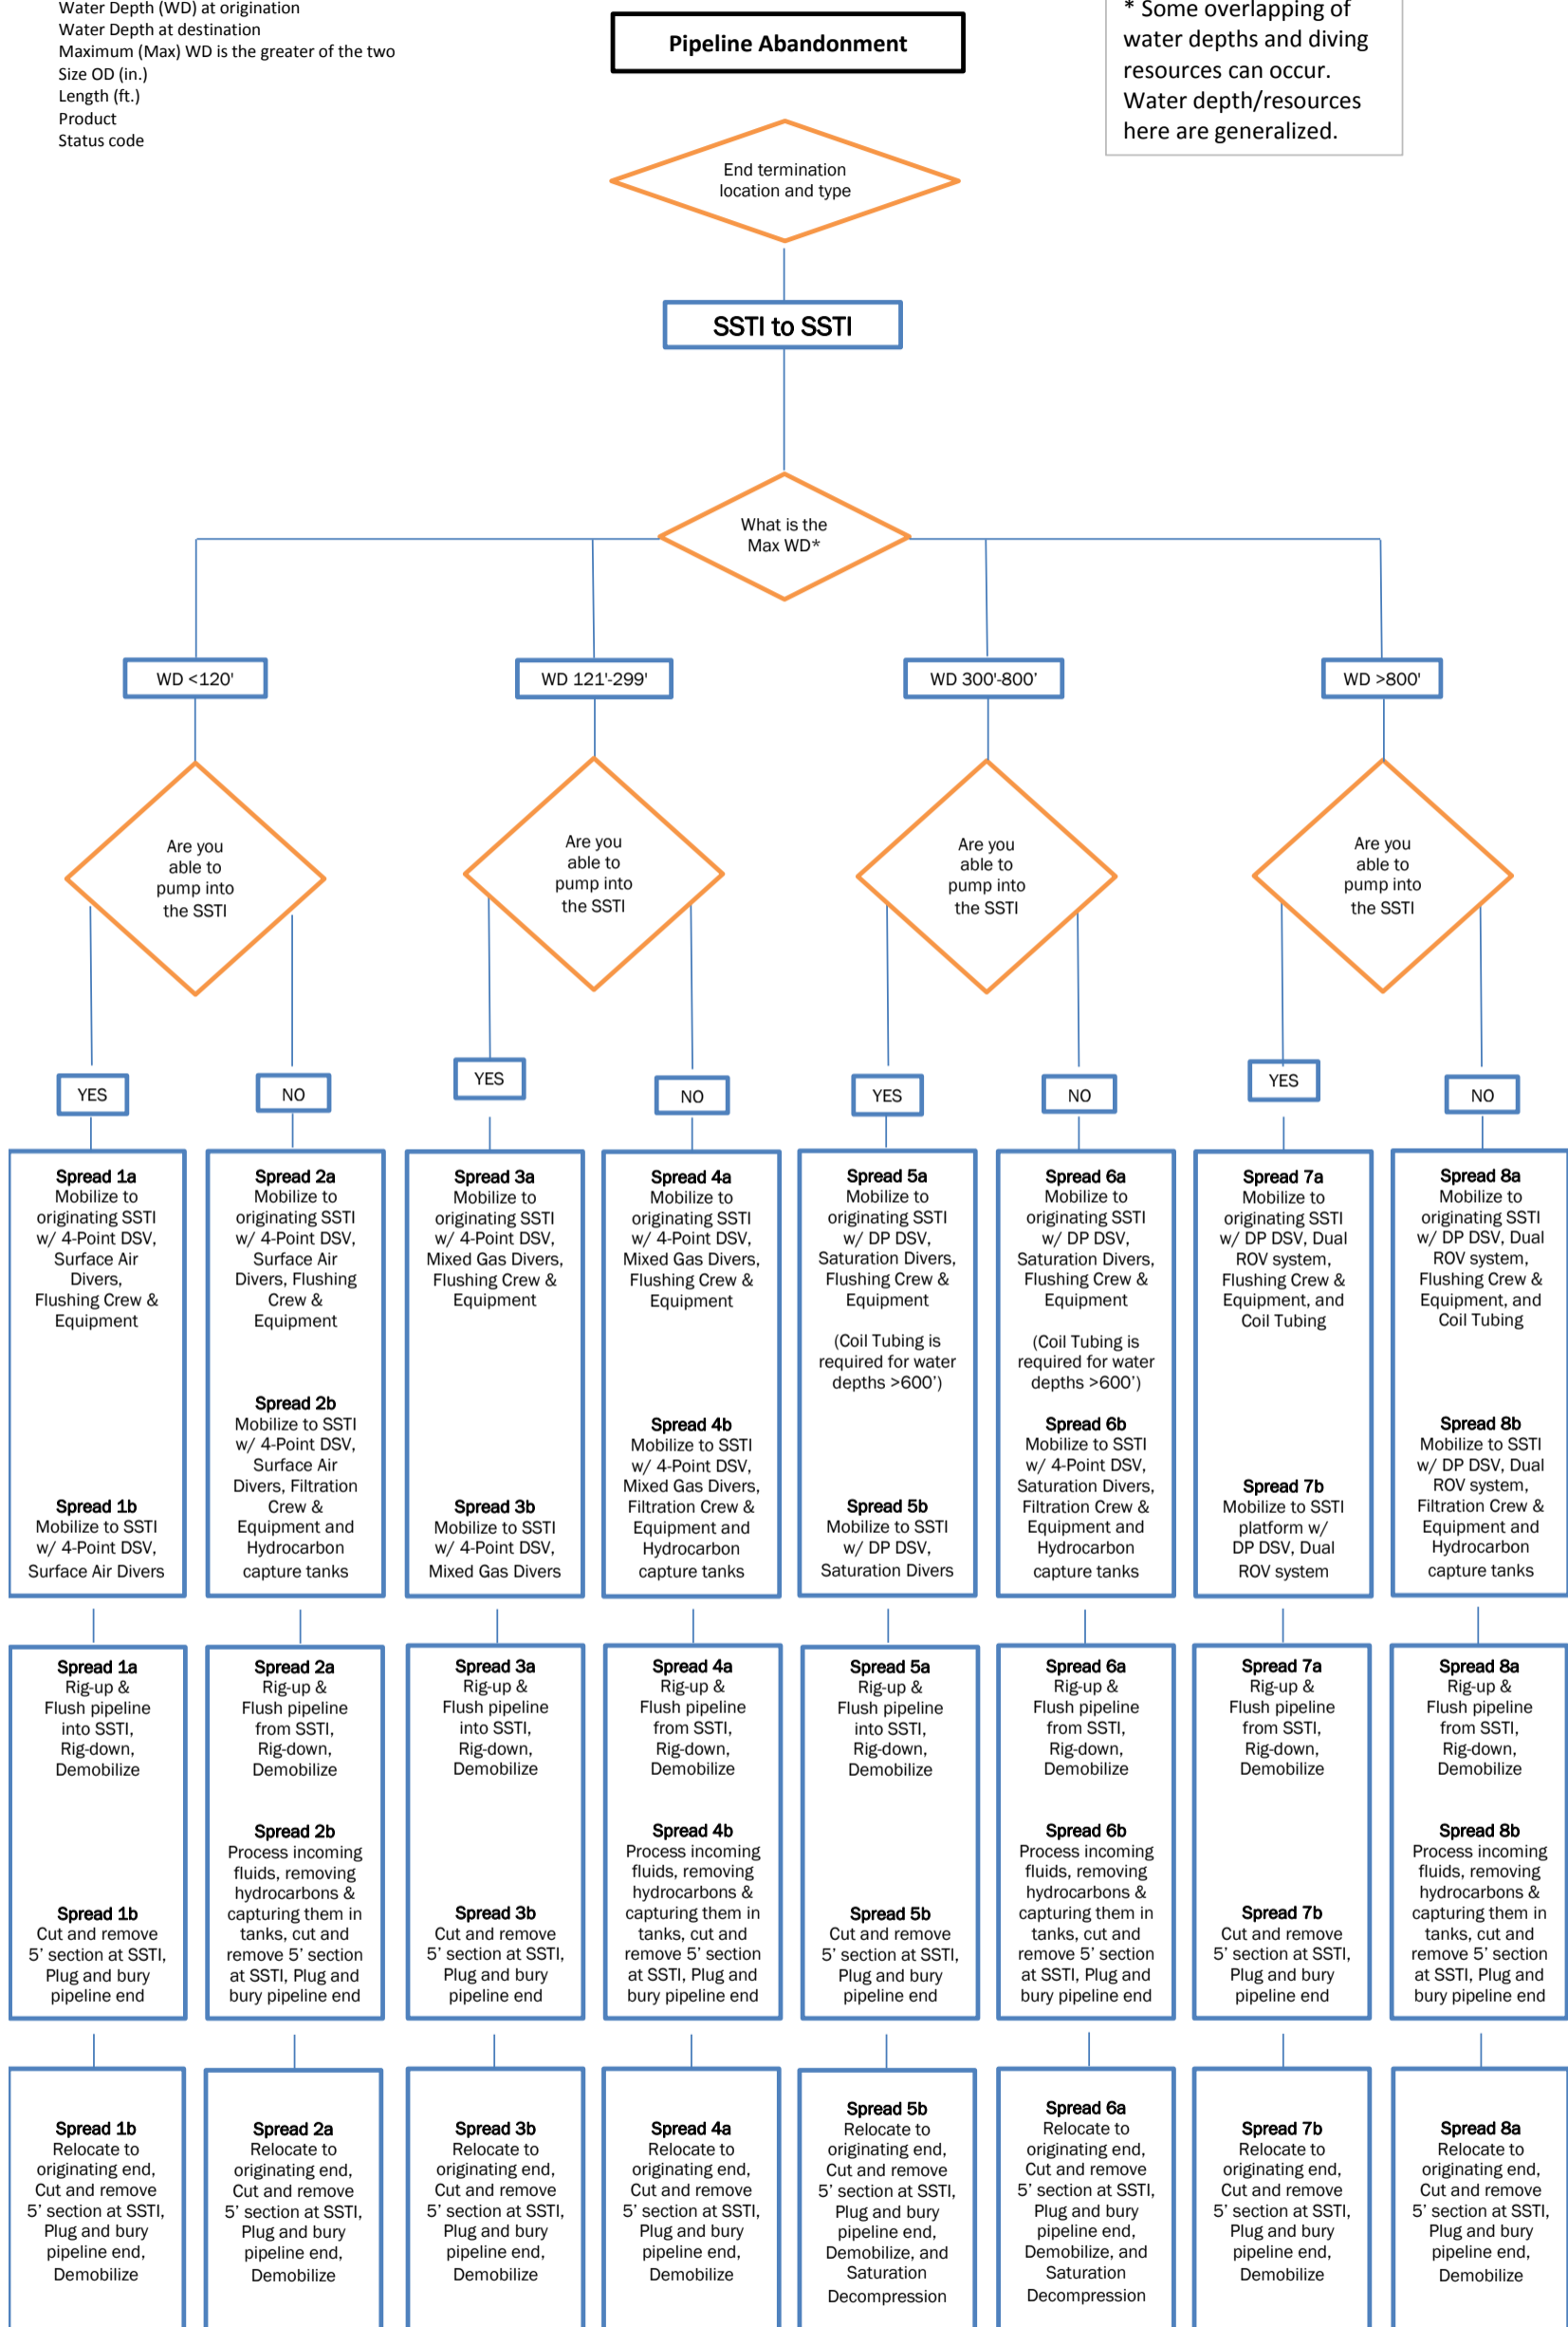 Water Depth (WD) at origination
Water Depth at destination
Maximum (Max) WD is the greater of the two
Size OD (in.)
Length (ft.)
Product
Status code
Pipeline Abandonment
* Some overlapping of
water depths and diving
resources can occur.
Water depth/resources
here are generalized.
End termination
location and type
SSTI to SSTI
What is the
Max WD*
WD <120'
WD 121'-299'
WD 300'-800’
WD >800'
Are you
able to
pump into
the SSTI
Are you
able to
pump into
the SSTI
Are you
able to
pump into
the SSTI
Are you
able to
pump into
the SSTI
YES
NO
YES
NO
YES
NO
YES
NO
Spread 1a
Mobilize to
originating SSTI
w/ 4-Point DSV,
Surface Air
Divers,
Flushing Crew &
Equipment
Spread 1b
Mobilize to SSTI
w/ 4-Point DSV,
Surface Air Divers
Spread 2a
Mobilize to
originating SSTI
w/ 4-Point DSV,
Surface Air
Divers, Flushing
Crew &
Equipment
Spread 2b
Mobilize to SSTI
w/ 4-Point DSV,
Surface Air
Divers, Filtration
Crew &
Equipment and
Hydrocarbon
capture tanks
Spread 3a
Mobilize to
originating SSTI
w/ 4-Point DSV,
Mixed Gas Divers,
Flushing Crew &
Equipment
Spread 3b
Mobilize to SSTI
w/ 4-Point DSV,
Mixed Gas Divers
Spread 4a
Mobilize to
originating SSTI
w/ 4-Point DSV,
Mixed Gas Divers,
Flushing Crew &
Equipment
Spread 4b
Mobilize to SSTI
w/ 4-Point DSV,
Mixed Gas Divers,
Filtration Crew &
Equipment and
Hydrocarbon
capture tanks
Spread 5a
Mobilize to
originating SSTI
w/ DP DSV,
Saturation Divers,
Flushing Crew &
Equipment
(Coil Tubing is
required for water
depths >600’)
Spread 5b
Mobilize to SSTI
w/ DP DSV,
Saturation Divers
Spread 6a
Mobilize to
originating SSTI
w/ DP DSV,
Saturation Divers,
Flushing Crew &
Equipment
(Coil Tubing is
required for water
depths >600’)
Spread 6b
Mobilize to SSTI
w/ 4-Point DSV,
Saturation Divers,
Filtration Crew &
Equipment and
Hydrocarbon
capture tanks
Spread 7a
Mobilize to
originating SSTI
w/ DP DSV, Dual
ROV system,
Flushing Crew &
Equipment, and
Coil Tubing
Spread 7b
Mobilize to SSTI
platform w/
DP DSV, Dual
ROV system
Spread 8a
Mobilize to
originating SSTI
w/ DP DSV, Dual
ROV system,
Flushing Crew &
Equipment, and
Coil Tubing
Spread 8b
Mobilize to SSTI
w/ DP DSV, Dual
ROV system,
Filtration Crew &
Equipment and
Hydrocarbon
capture tanks
Spread 1a
Rig-up &
Flush pipeline
into SSTI,
Rig-down,
Demobilize
Spread 1b
Cut and remove
5’ section at SSTI,
Plug and bury
pipeline end
Spread 2a
Rig-up &
Flush pipeline
from SSTI,
Rig-down,
Demobilize
Spread 2b
Process incoming
fluids, removing
hydrocarbons &
capturing them in
tanks, cut and
remove 5’ section
at SSTI, Plug and
bury pipeline end
Spread 3a
Rig-up &
Flush pipeline
into SSTI,
Rig-down,
Demobilize
Spread 3b
Cut and remove
5’ section at SSTI,
Plug and bury
pipeline end
Spread 4a
Rig-up &
Flush pipeline
from SSTI,
Rig-down,
Demobilize
Spread 4b
Process incoming
fluids, removing
hydrocarbons &
capturing them in
tanks, cut and
remove 5’ section
at SSTI, Plug and
bury pipeline end
Spread 5a
Rig-up &
Flush pipeline
into SSTI,
Rig-down,
Demobilize
Spread 5b
Cut and remove
5’ section at SSTI,
Plug and bury
pipeline end
Spread 6a
Rig-up &
Flush pipeline
from SSTI,
Rig-down,
Demobilize
Spread 6b
Process incoming
fluids, removing
hydrocarbons &
capturing them in
tanks, cut and
remove 5’ section
at SSTI, Plug and
bury pipeline end
Spread 7a
Rig-up &
Flush pipeline
from SSTI,
Rig-down,
Demobilize
Spread 7b
Cut and remove
5’ section at SSTI,
Plug and bury
pipeline end
Spread 8a
Rig-up &
Flush pipeline
from SSTI,
Rig-down,
Demobilize
Spread 8b
Process incoming
fluids, removing
hydrocarbons &
capturing them in
tanks, cut and
remove 5’ section
at SSTI, Plug and
bury pipeline end
Spread 1b
Relocate to
originating end,
Cut and remove
5’ section at SSTI,
Plug and bury
pipeline end,
Demobilize
Spread 2a
Relocate to
originating end,
Cut and remove
5’ section at SSTI,
Plug and bury
pipeline end,
Demobilize
Spread 3b
Relocate to
originating end,
Cut and remove
5’ section at SSTI,
Plug and bury
pipeline end,
Demobilize
Spread 4a
Relocate to
originating end,
Cut and remove
5’ section at SSTI,
Plug and bury
pipeline end,
Demobilize
Spread 5b
Relocate to
originating end,
Cut and remove
5’ section at SSTI,
Plug and bury
pipeline end,
Demobilize, and
Saturation
Decompression
Spread 6a
Relocate to
originating end,
Cut and remove
5’ section at SSTI,
Plug and bury
pipeline end,
Demobilize, and
Saturation
Decompression
Spread 7b
Relocate to
originating end,
Cut and remove
5’ section at SSTI,
Plug and bury
pipeline end,
Demobilize
Spread 8a
Relocate to
originating end,
Cut and remove
5’ section at SSTI,
Plug and bury
pipeline end,
Demobilize